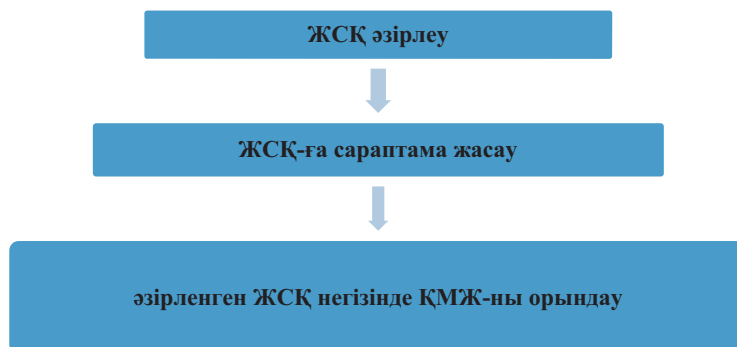 ЖСҚ әзірлеу
ЖСҚ-ға сараптама жасау
әзірленген ЖСҚ негізінде ҚМЖ-ны орындау